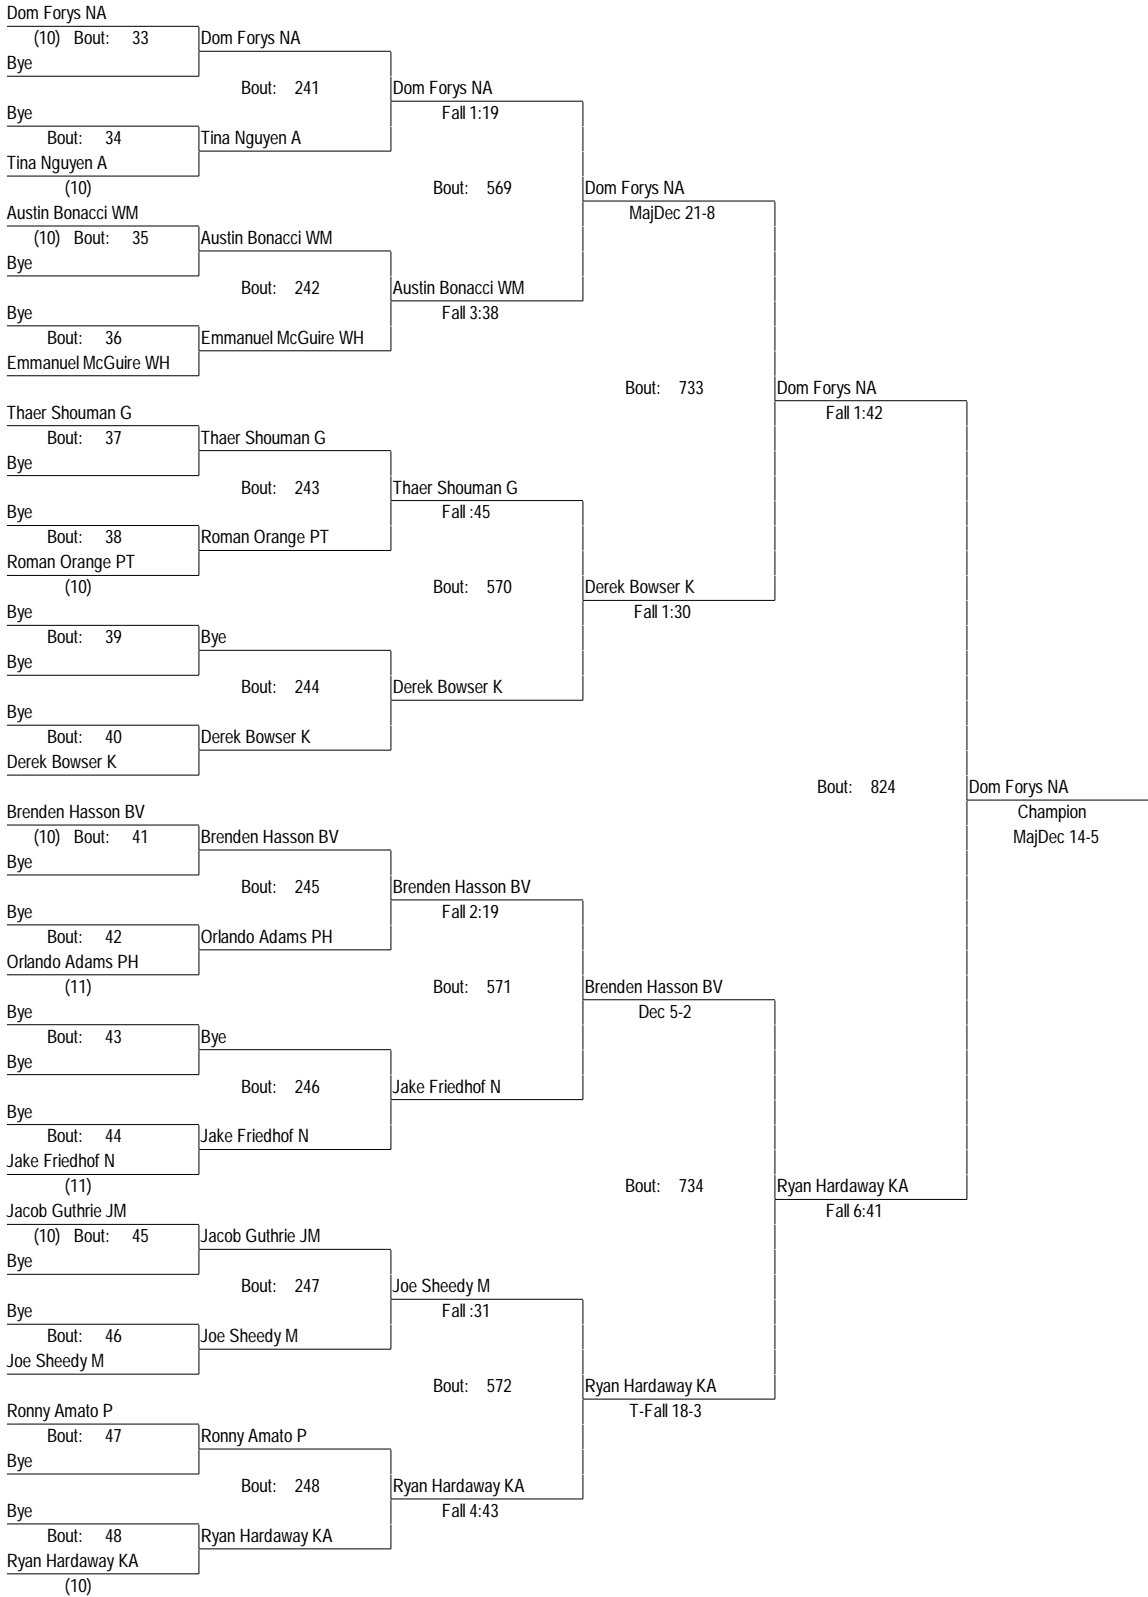 Dom Forys NA
(10) Bout: 33 Dom Forys NA
Bye
Bout: 241 Dom Forys NA
Bye Fall 1:19
Bout: 34 Tina Nguyen A
Tina Nguyen A
(10) Bout: 569 Dom Forys NA
Austin Bonacci WM MajDec 21-8
(10) Bout: 35 Austin Bonacci WM
Bye
Bout: 242 Austin Bonacci WM
Bye Fall 3:38
Bout: 36 Emmanuel McGuire WH
Emmanuel McGuire WH
Bout: 733 Dom Forys NA
Thaer Shouman G Fall 1:42
Bout: 37 Thaer Shouman G
Bye
Bout: 243 Thaer Shouman G
Bye Fall :45
Bout: 38 Roman Orange PT
Roman Orange PT
(10) Bout: 570 Derek Bowser K
Bye Fall 1:30
Bout: 39 Bye
Bye
Bout: 244 Derek Bowser K
Bye
Bout: 40 Derek Bowser K
Derek Bowser K
Bout: 824 Dom Forys NA
Brenden Hasson BV Champion
(10) Bout: 41 Brenden Hasson BV MajDec 14-5
Bye
Bout: 245 Brenden Hasson BV
Bye Fall 2:19
Bout: 42 Orlando Adams PH
Orlando Adams PH
(11) Bout: 571 Brenden Hasson BV
Bye Dec 5-2
Bout: 43 Bye
Bye
Bout: 246 Jake Friedhof N
Bye
Bout: 44 Jake Friedhof N
Jake Friedhof N
(11) Bout: 734 Ryan Hardaway KA
Jacob Guthrie JM Fall 6:41
(10) Bout: 45 Jacob Guthrie JM
Bye
Bout: 247 Joe Sheedy M
Bye Fall :31
Bout: 46 Joe Sheedy M
Joe Sheedy M
Bout: 572 Ryan Hardaway KA
Ronny Amato P T-Fall 18-3
Bout: 47 Ronny Amato P
Bye
Bout: 248 Ryan Hardaway KA
Bye Fall 4:43
Bout: 48 Ryan Hardaway KA
Ryan Hardaway KA
(10)